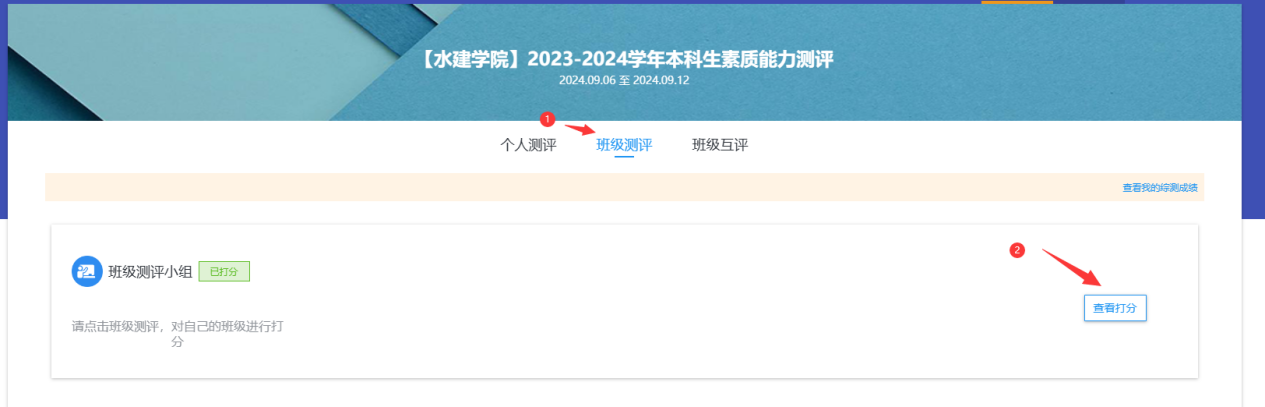 【水建学院】2023-2024学年本科生素质能力测评
2024.09.06 至 2024.09.12
1
个人测评 班级测评 班级互评
查看我的综测成绩
2
班级测评小组 已打分
查看打分
请点击班级测评，对自己的班级进行打
分